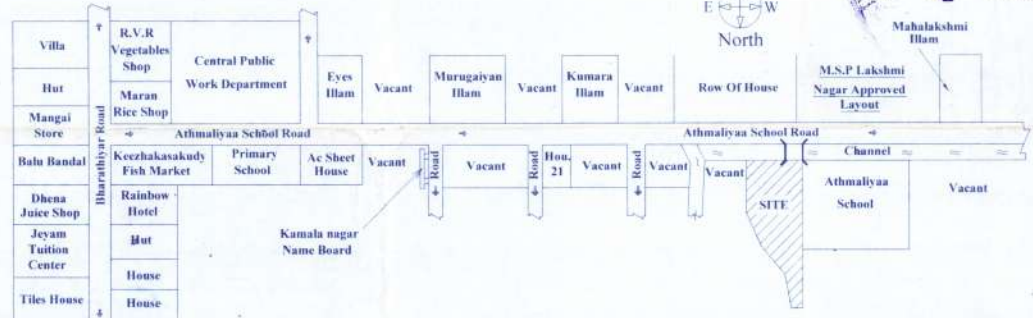 E W
North
Mahalakshmi
Illam
Villa
Hut
Mangai
Store
Balu Bandal
Dhena
Juice Shop
Jeyam
Tuition
Center
Tiles House
Bharathiyar Road
R.V.R
Vegetables
Shop
Maran
Rice Shop
Central Public
Work Department
Eyes
Illam
Vacant
Murugaiyan
Illam
Vacant
Kumara
Illam
Vacant
Row Of House
M.S.P Lakshmi
Nagar Approved
Layout
Athmaliyaa School Road
Athmaliyaa School Road
Channel
Keezhakasakudy
Fish Market
Primary
School
Ac Sheet
House
Vacant
Road
Vacant
Road
Hou.
21
Vacant
Road
Vacant
Vacant
SITE
Athmaliyaa
School
Vacant
Rainbow
Hotel
Hut
House
House
Kamala nagar
Name Board